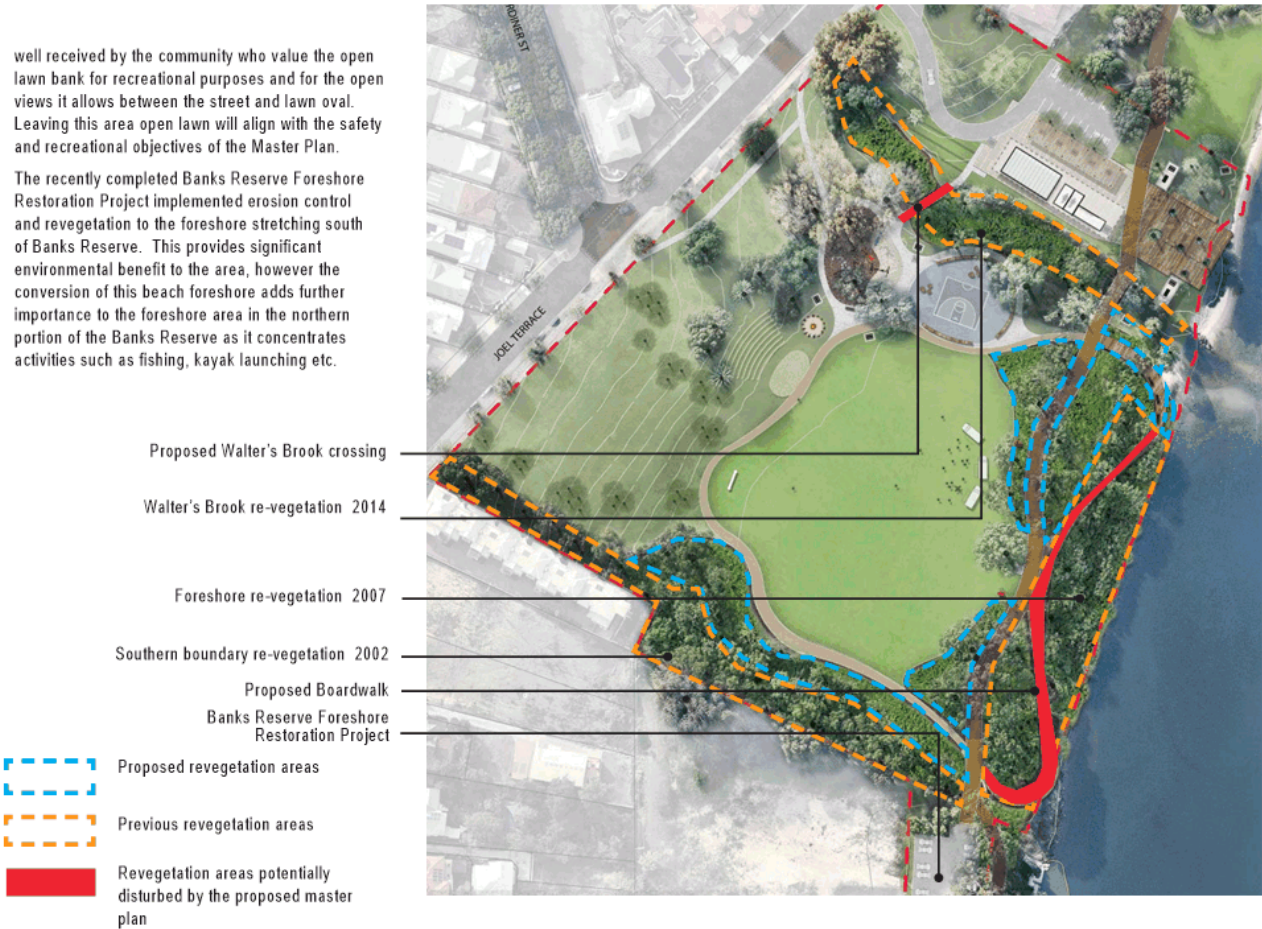 well received by the community who value the open
lawn bank for recreational purposes and for the open
views it allows between the street and lawn oval.
Leaving this area open lawn will align with the safety
and recreational objectives of the Master Plan.
The recently completed Banks Reserve Foreshore
Restoration Project implemented erosion control
and revegetation to the foreshore stretching south
of Banks Reserve. This provides significant
environmental benefit to the area, however the
conversion of this beach foreshore adds further
importance to the foreshore area in the northern
portion of the Banks Reserve as it concentrates
activities such as fishing, kayak launching etc.
RDINER ST
JOEL TERRACE
Proposed Walter's Brook crossing
Walter's Brook re-vegetation 2014
Foreshore re-vegetation 2007
Southern boundary re-vegetation 2002
Proposed Boardwalk
Banks Reserve Foreshore
Restoration Project
Proposed revegetation areas
Previous revegetation areas
Revegetation areas potentially
disturbed by the proposed master
plan